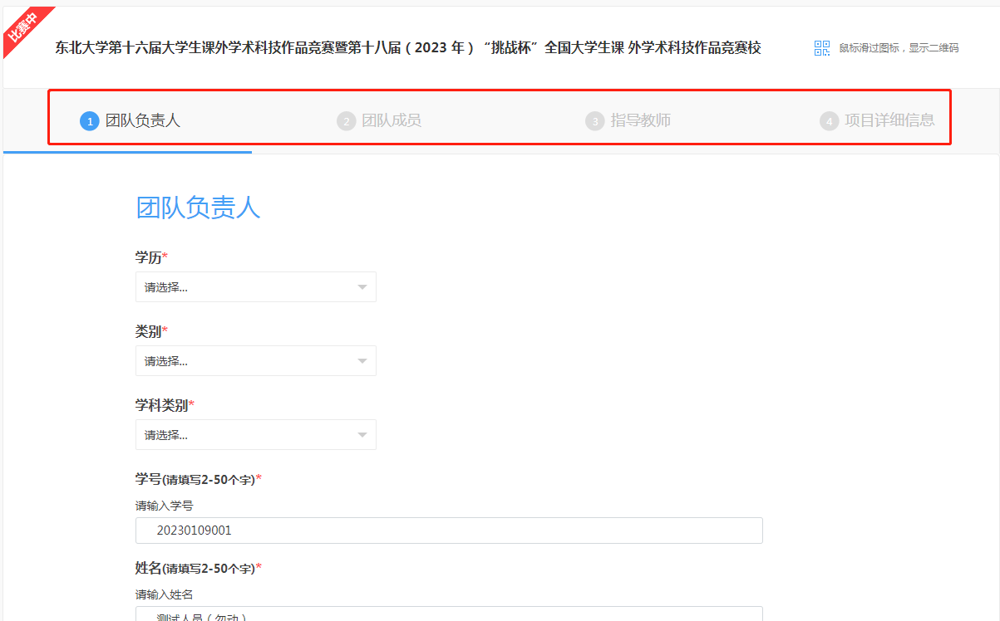 比赛中
东北大学第十六届大学生课外学术科技作品竞赛暨第十八届（2023 年）“挑战杯”全国大学生课 外学术科技作品竞赛校
鼠标滑过图标，显示二维码
1 团队负责人
2 团队成员
3 指导教师
4 项目详细信息
团队负责人
学历*
请选择...
类别*
请选择...
学科类别*
请选择...
学号(请填写2-50个字)*
请输入学号
20230109001
姓名(请填写2-50个字)*
请输入姓名
测试人员（勿动）